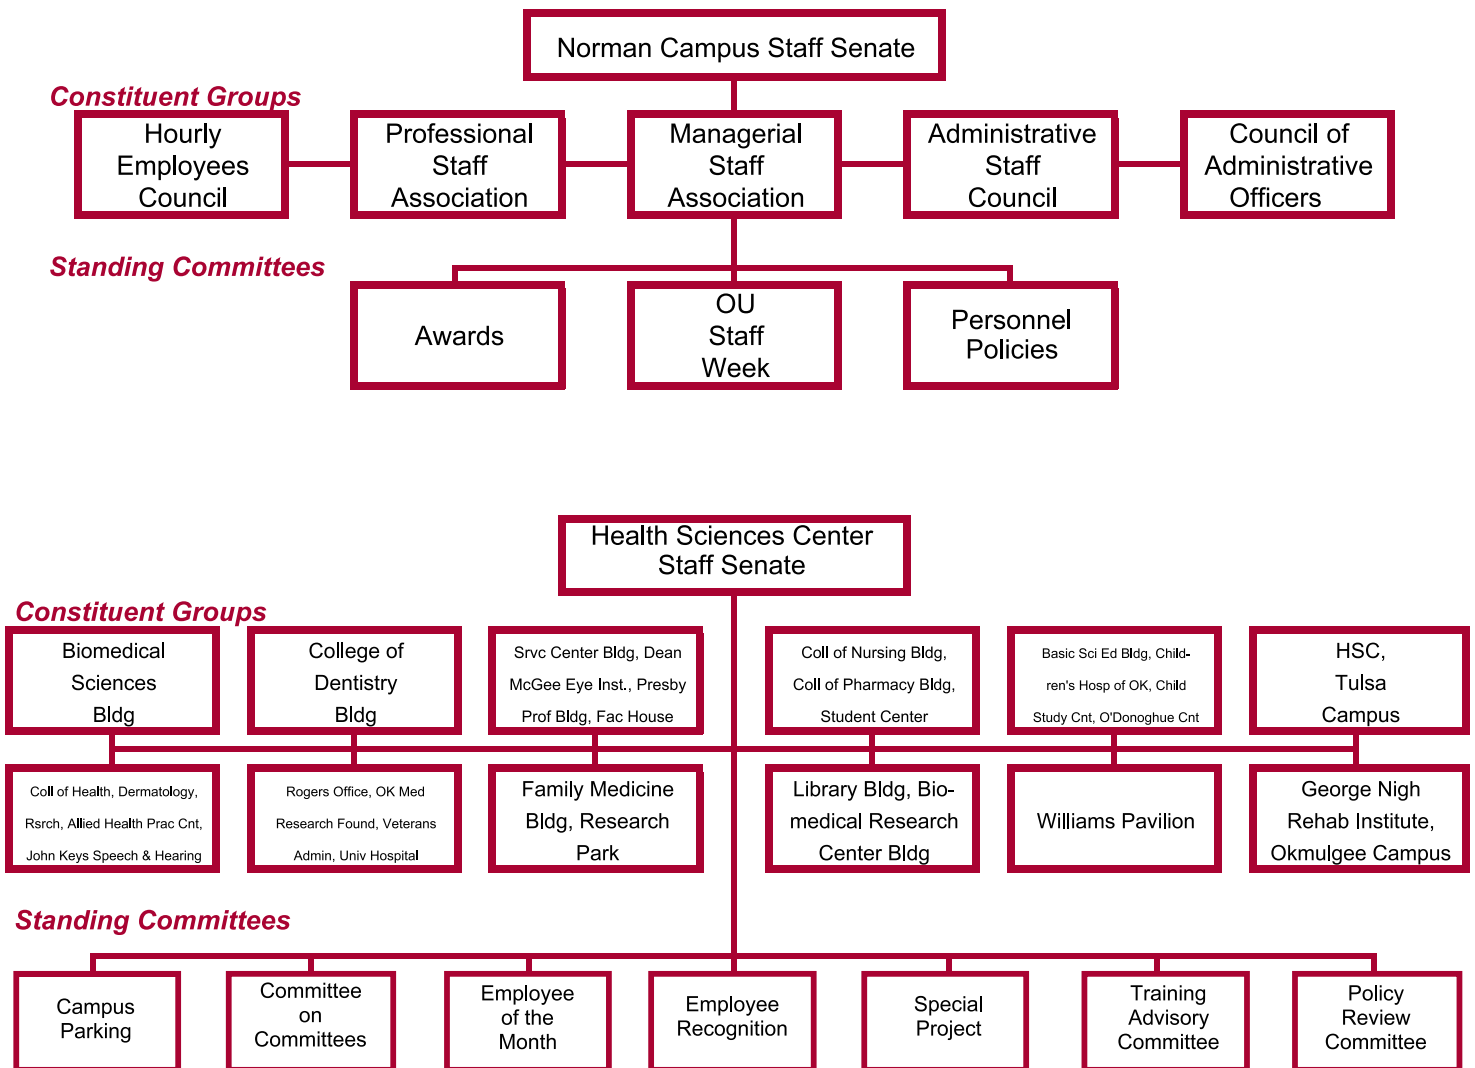 Norman Campus Staff Senate
Constituent Groups
Hourly
Employees
Council
Professional
Staff
Association
Managerial
Staff
Association
Administrative
Staff
Council
Council of
Administrative
Officers
Standing Committees
Awards
OU
Staff
Week
Personnel
Policies
Health Sciences Center
Staff Senate
Constituent Groups
Biomedical
Sciences
Bldg
College of
Dentistry
Bldg
Srvc Center Bldg, Dean
McGee Eye Inst., Presby
Prof Bldg, Fac House
Coll of Nursing Bldg,
Coll of Pharmacy Bldg,
Student Center
Basic Sci Ed Bldg, Child-
ren's Hosp of OK, Child
Study Cnt, O'Donoghue Cnt
HSC,
Tulsa
Campus
Coll of Health, Dermatology,
Rsrch, Allied Health Prac Cnt,
John Keys Speech & Hearing
Rogers Office, OK Med
Research Found, Veterans
Admin, Univ Hospital
Family Medicine
Bldg, Research
Park
Library Bldg, Bio-
medical Research
Center Bldg
Williams Pavilion
George Nigh
Rehab Institute,
Okmulgee Campus
Standing Committees
Campus
Parking
Committee
on
Committees
Employee
of the
Month
Employee
Recognition
Special
Project
Training
Advisory
Committee
Policy
Review
Committee